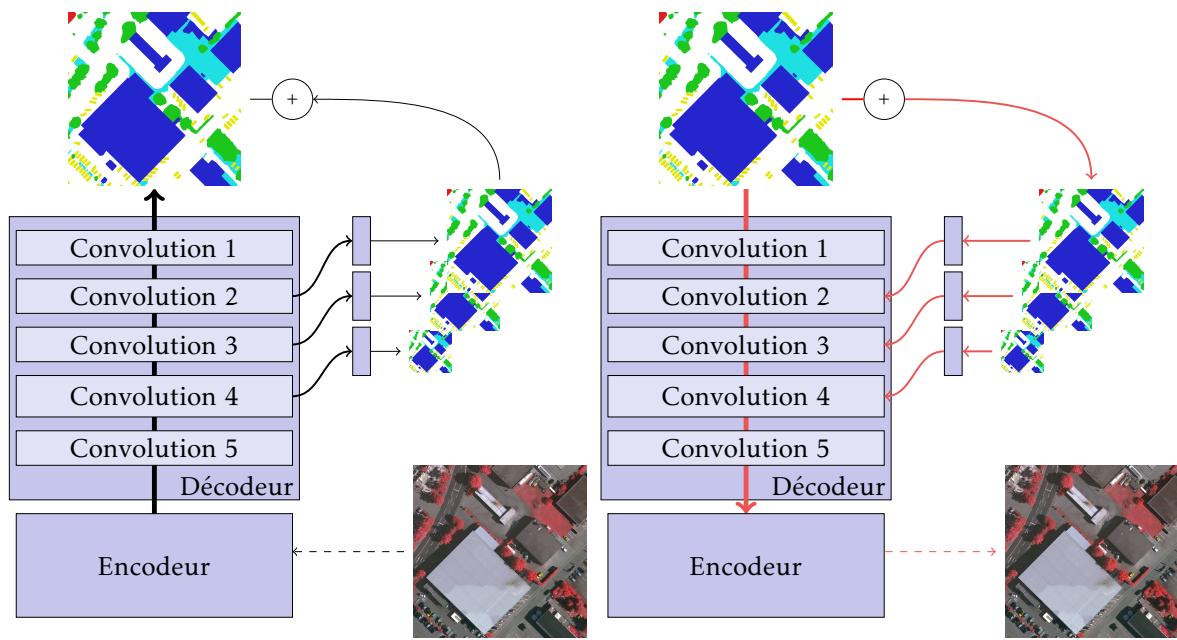 +
Convolution 1
Convolution 2
Convolution 3
Convolution 4
Convolution 5
Décodeur
Encodeur
+
Convolution 1
Convolution 2
Convolution 3
Convolution 4
Convolution 5
Décodeur
Encodeur